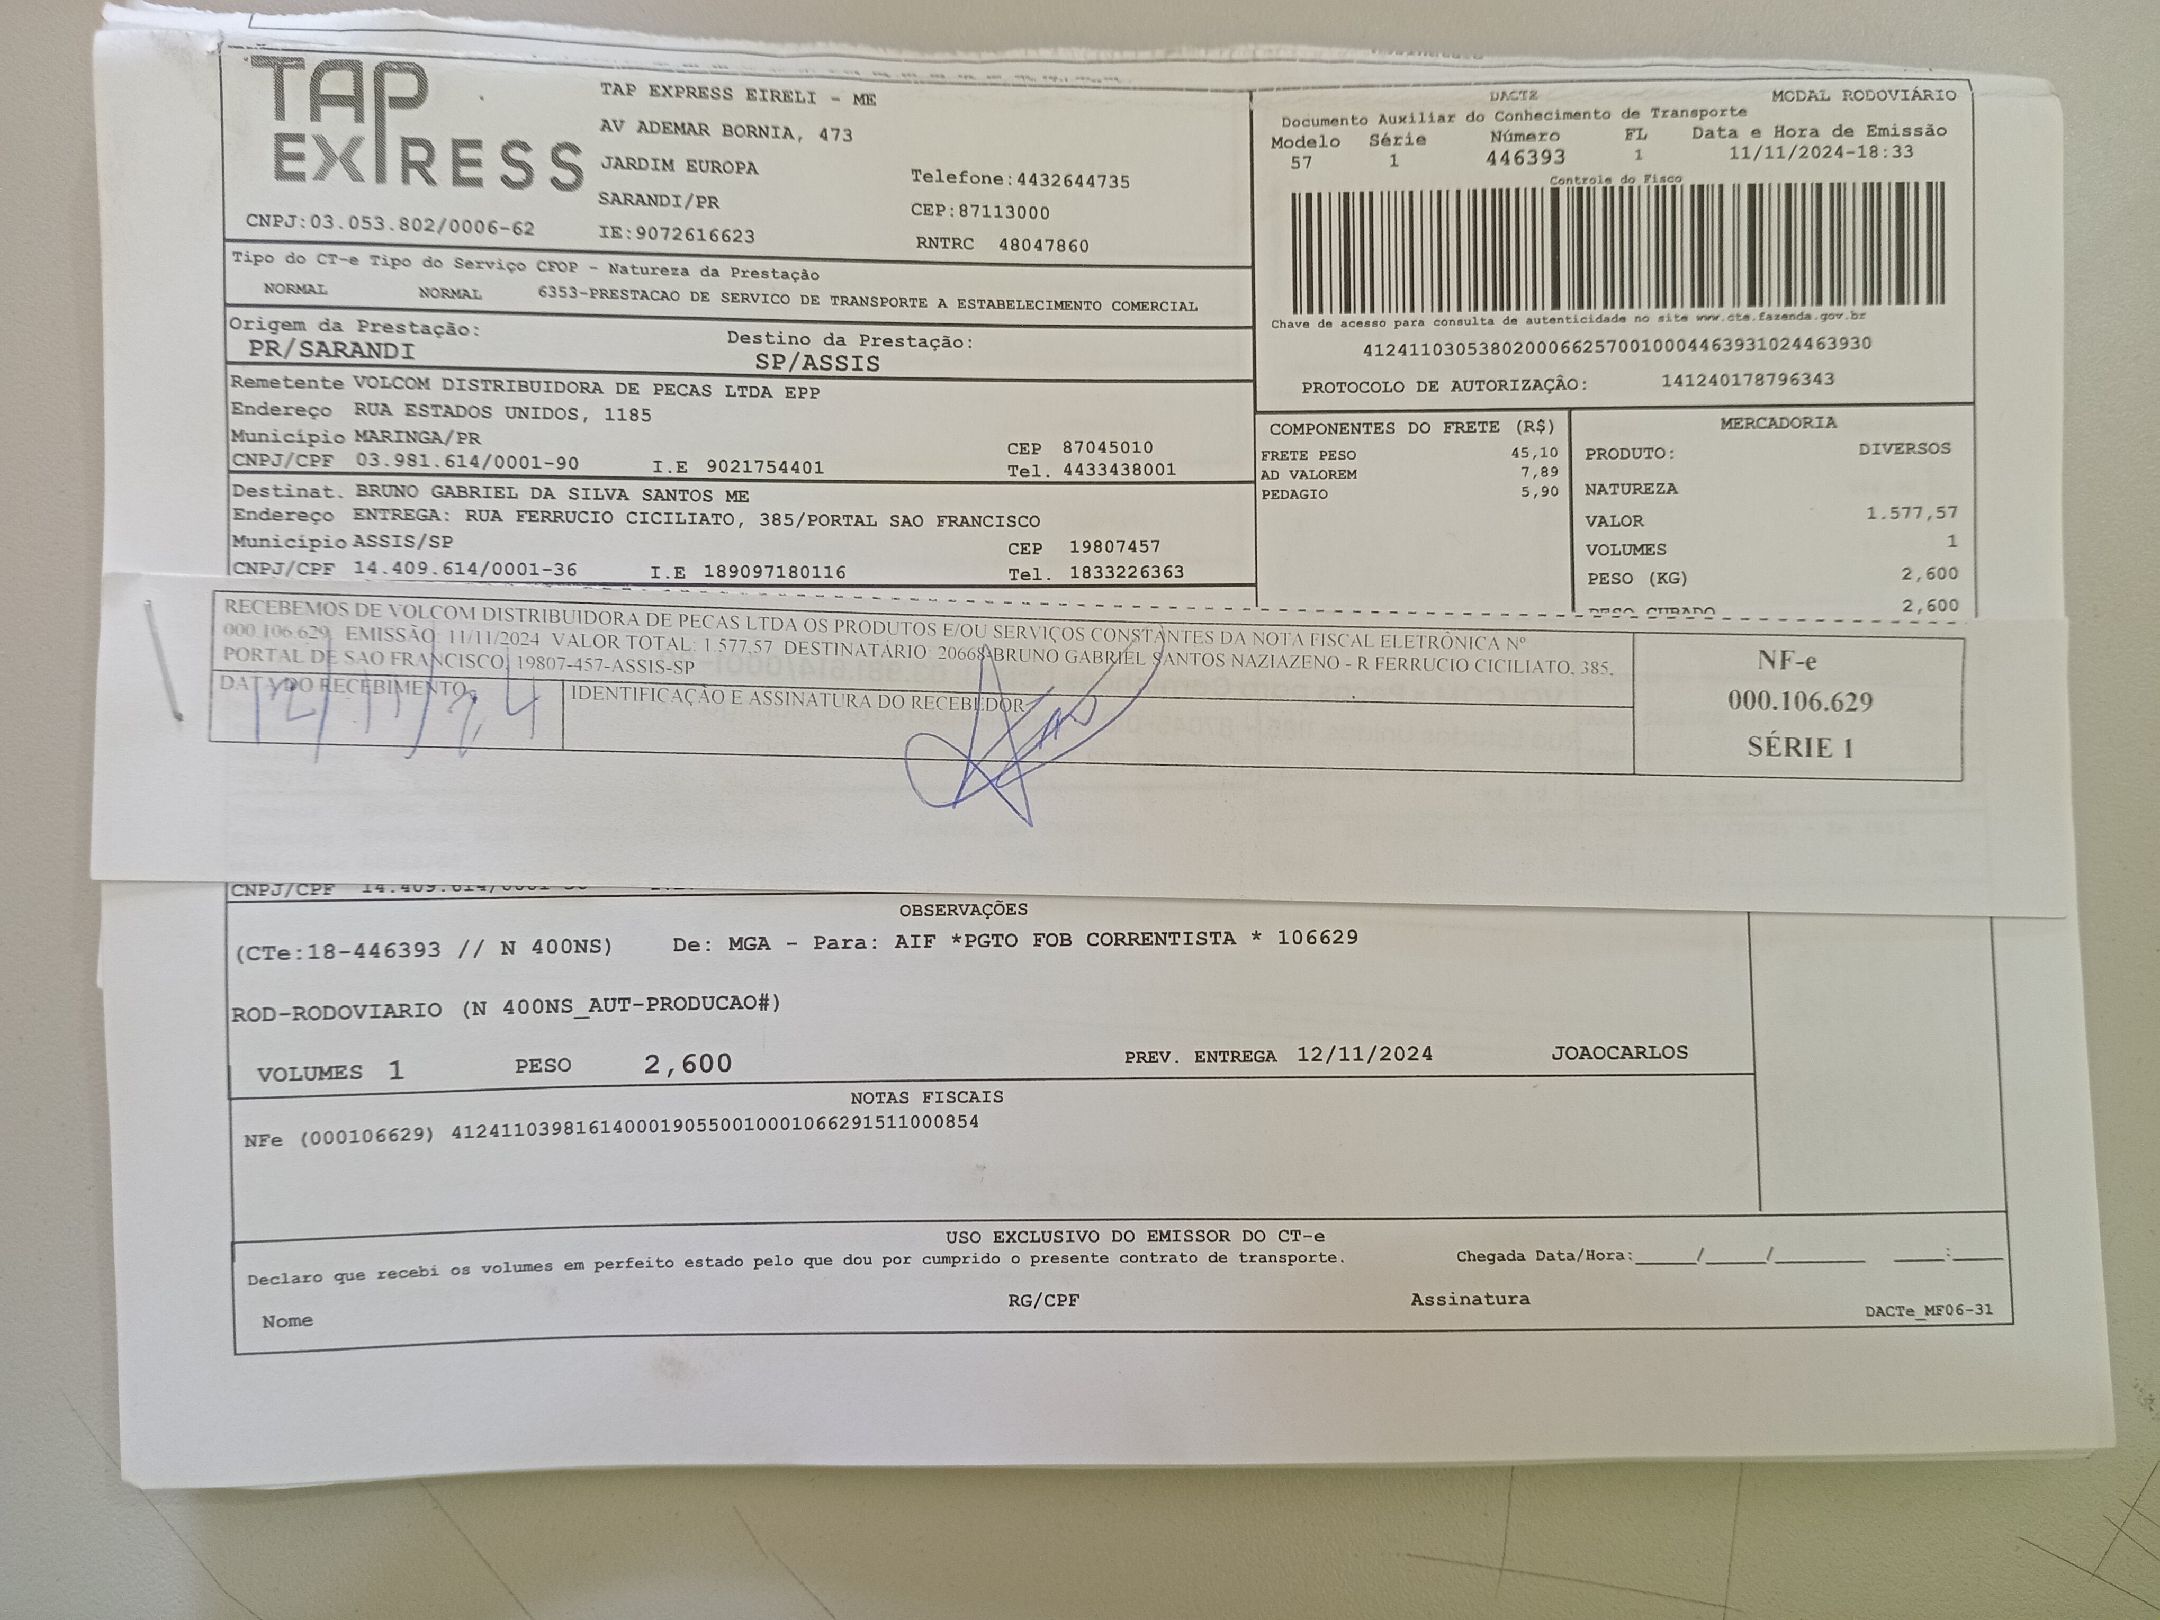 TAP EXPRESS
TAP EXPRESS EIRELI - ME
AV ADEMAR BORNIA, 473
JARDIM EUROPA
Telefone:4432644735
SARANDI/PR
CEP:87113000
CNPJ:03.053.802/0006-62
IE:9072616623
RNTRC 48047860
DACTE
MODAL RODOVIÁRIO
Documento Auxiliar do Conhecimento de Transporte
Modelo Série Número FL Data e Hora de Emissão
57 1 446393 1 11/11/2024-18:33
Controle do Fisco
Chave de acesso para consulta de autenticidade no site www.cte.fazenda.gov.br
41241103053802000662570010004463931024463930
PROTOCOLO DE AUTORIZAÇÃO: 141240178796343
Tipo do CT-e Tipo do Serviço CFOP - Natureza da Prestação
NORMAL NORMAL 6353-PRESTACAO DE SERVICO DE TRANSPORTE A ESTABELECIMENTO COMERCIAL
Origem da Prestação: Destino da Prestação:
PR/SARANDI SP/ASSIS
Remetente VOLCOM DISTRIBUIDORA DE PECAS LTDA EPP
Endereço RUA ESTADOS UNIDOS, 1185
Município MARINGA/PR CEP 87045010
CNPJ/CPF 03.981.614/0001-90 I.E 9021754401 Tel. 4433438001
Destinat. BRUNO GABRIEL DA SILVA SANTOS ME
Endereço ENTREGA: RUA FERRUCIO CICILIATO, 385/PORTAL SAO FRANCISCO
Município ASSIS/SP CEP 19807457
CNPJ/CPF 14.409.614/0001-36 I.E 189097180116 Tel. 1833226363
COMPONENTES DO FRETE (R$)
FRETE PESO 45,10
AD VALOREM 7,89
PEDAGIO 5,90
MERCADORIA
PRODUTO: DIVERSOS
NATUREZA
VALOR 1.577,57
VOLUMES 1
PESO (KG) 2,600
PESO CUBADO 2,600
RECEBEMOS DE VOLCOM DISTRIBUIDORA DE PECAS LTDA OS PRODUTOS E/OU SERVIÇOS CONSTANTES DA NOTA FISCAL ELETRÔNICA Nº
000.106.629 EMISSÃO: 11/11/2024 VALOR TOTAL: 1.577,57 DESTINATÁRIO: 20668-BRUNO GABRIEL SANTOS NAZIAZENO - R FERRUCIO CICILIATO, 385,
PORTAL DE SAO FRANCISCO, 19807-457-ASSIS-SP
DATA DO RECEBIMENTO
12/11/24
IDENTIFICAÇÃO E ASSINATURA DO RECEBEDOR
NF-e
000.106.629
SÉRIE 1
CNPJ/CPF
OBSERVAÇÕES
(CTe:18-446393 // N 400NS) De: MGA - Para: AIF *PGTO FOB CORRENTISTA * 106629
ROD-RODOVIARIO (N 400NS_AUT-PRODUCAO#)
VOLUMES 1 PESO 2,600 PREV. ENTREGA 12/11/2024 JOAOCARLOS
NOTAS FISCAIS
NFe (000106629) 41241103981614000190550010001066291511000854
USO EXCLUSIVO DO EMISSOR DO CT-e
Declaro que recebi os volumes em perfeito estado pelo que dou por cumprido o presente contrato de transporte. Chegada Data/Hora:_____/_____/________ ____:____
Nome RG/CPF Assinatura DACTe_MF06-31